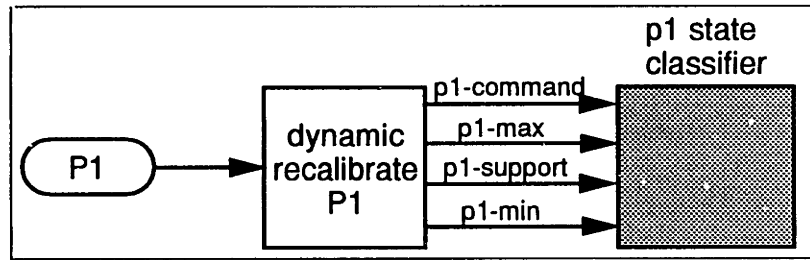 p1 state
classifier
p1-command
p1-max
p1-support
p1-min
dynamic
recalibrate
P1
P1